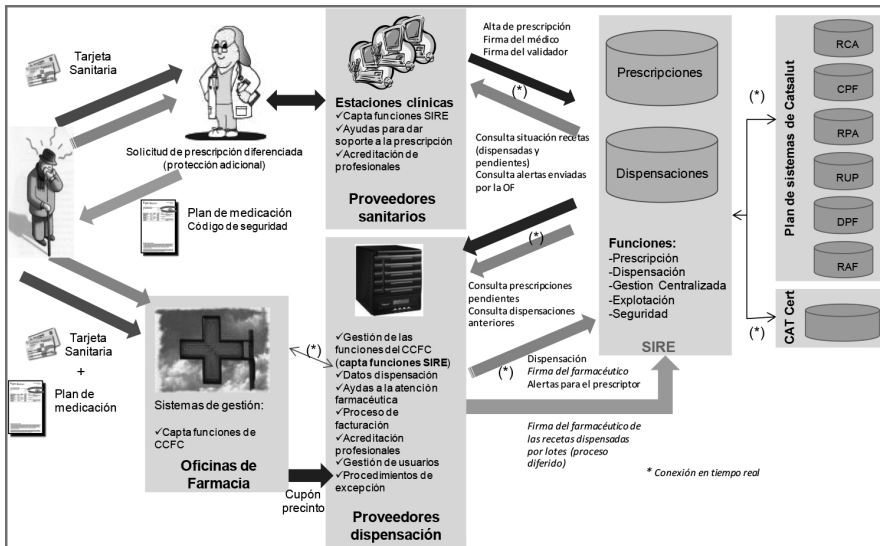 Tarjeta
Sanitaria
Solicitud de prescripción diferenciada
(protección adicional)
Plan de medicación
Código de seguridad
Tarjeta
Sanitaria
+
Plan de
medicación
Estaciones clínicas
✓Capta funciones SIRE
✓Ayudas para dar
soporte a la prescripción
✓Acreditación de
profesionales
Proveedores
sanitarios
Alta de prescripción
Firma del médico
Firma del validador
(*)
Consulta situación recetas
(dispensadas y
pendientes)
Consulta alertas enviadas
por la OF
(*)
Consulta prescripciones
pendientes
Consulta dispensaciones
anteriores
(*)
Dispensación
Firma del farmacéutico
Alertas para el prescriptor
Firma del farmacéutico de
las recetas dispensadas
por lotes (proceso
diferido)
Sistemas de gestión:
✓Capta funciones de
CCFC
Oficinas de
Farmacia
(*)
Cupón
precinto
✓Gestión de las
funciones del CCFC
(capta funciones SIRE)
✓Datos dispensación
✓Aydas a la atención
farmacéutica
✓Proceso de
facturación
✓Acreditación
profesionales
✓Gestión de usuarios
✓Procedimientos de
excepción
Proveedores
dispensación
Prescripciones
Dispensaciones
Funciones:
-Prescripción
-Dispensación
-Gestion Centralizada
-Explotación
-Seguridad
SIRE
(*)
(*)
Plan de sistemas de Catsalut
RCA
CPF
RPA
RUP
DPF
RAF
CAT Cert
* Conexión en tiempo real